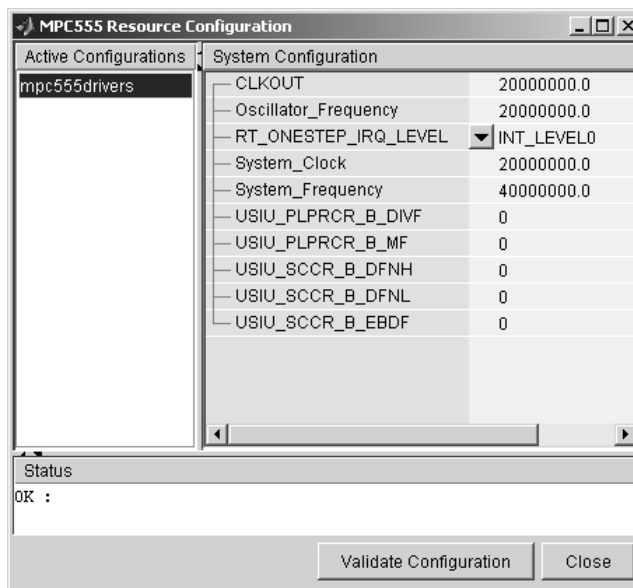 MPC555 Resource Configuration
Active Configurations
System Configuration
mpc555drivers
CLKOUT 20000000.0
Oscillator_Frequency 20000000.0
RT_ONESTEP_IRQ_LEVEL INT_LEVEL0
System_Clock 20000000.0
System_Frequency 40000000.0
USIU_PLPRCR_B_DIVF 0
USIU_PLPRCR_B_MF 0
USIU_SCCR_B_DFNH 0
USIU_SCCR_B_DFNL 0
USIU_SCCR_B_EBDF 0
Status
OK :
Validate Configuration
Close